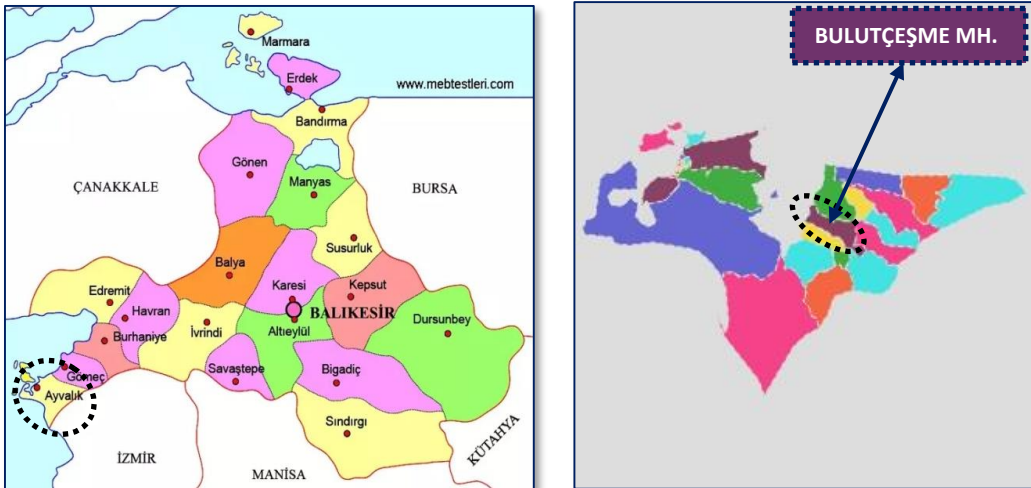 Marmara
Erdek
www.mebtestleri.com
Bandırma
Gönen
ÇANAKKALE
Manyas
BURSA
Susurluk
Balya
Karesi
Kepsut
Edremit
Havran
BALIKESİR
Dursunbey
Burhaniye
İvrindi
Altıeylül
Gömeç
Savaştepe
Bigadiç
Ayvalık
Sındırgı
KÜTAHYA
İZMİR
MANİSA
BULUTÇEŞME MH.